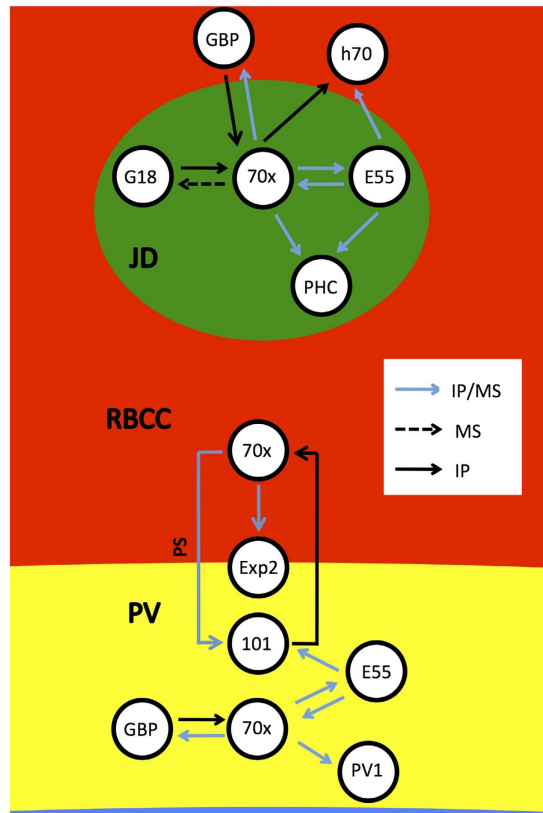 GBP
h70
G18
70x
E55
JD
PHC
IP/MS
MS
IP
RBCC
70x
PS
Exp2
PV
101
E55
GBP
70x
PV1